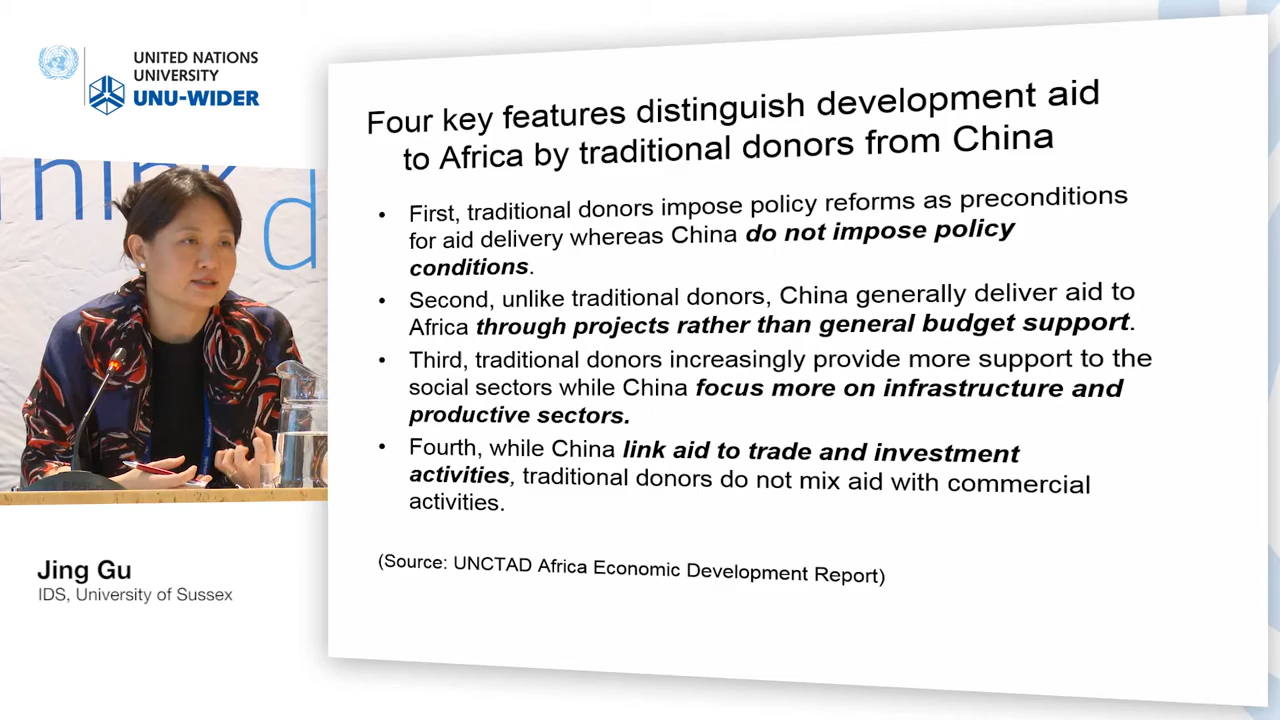 UNITED NATIONS
UNIVERSITY
UNU-WIDER
think
d
Jing Gu
IDS, University of Sussex
Four key features distinguish development aid
to Africa by traditional donors from China
• First, traditional donors impose policy reforms as preconditions
for aid delivery whereas China do not impose policy
conditions.
• Second, unlike traditional donors, China generally deliver aid to
Africa through projects rather than general budget support.
• Third, traditional donors increasingly provide more support to the
social sectors while China focus more on infrastructure and
productive sectors.
• Fourth, while China link aid to trade and investment
activities, traditional donors do not mix aid with commercial
activities.
(Source: UNCTAD Africa Economic Development Report)